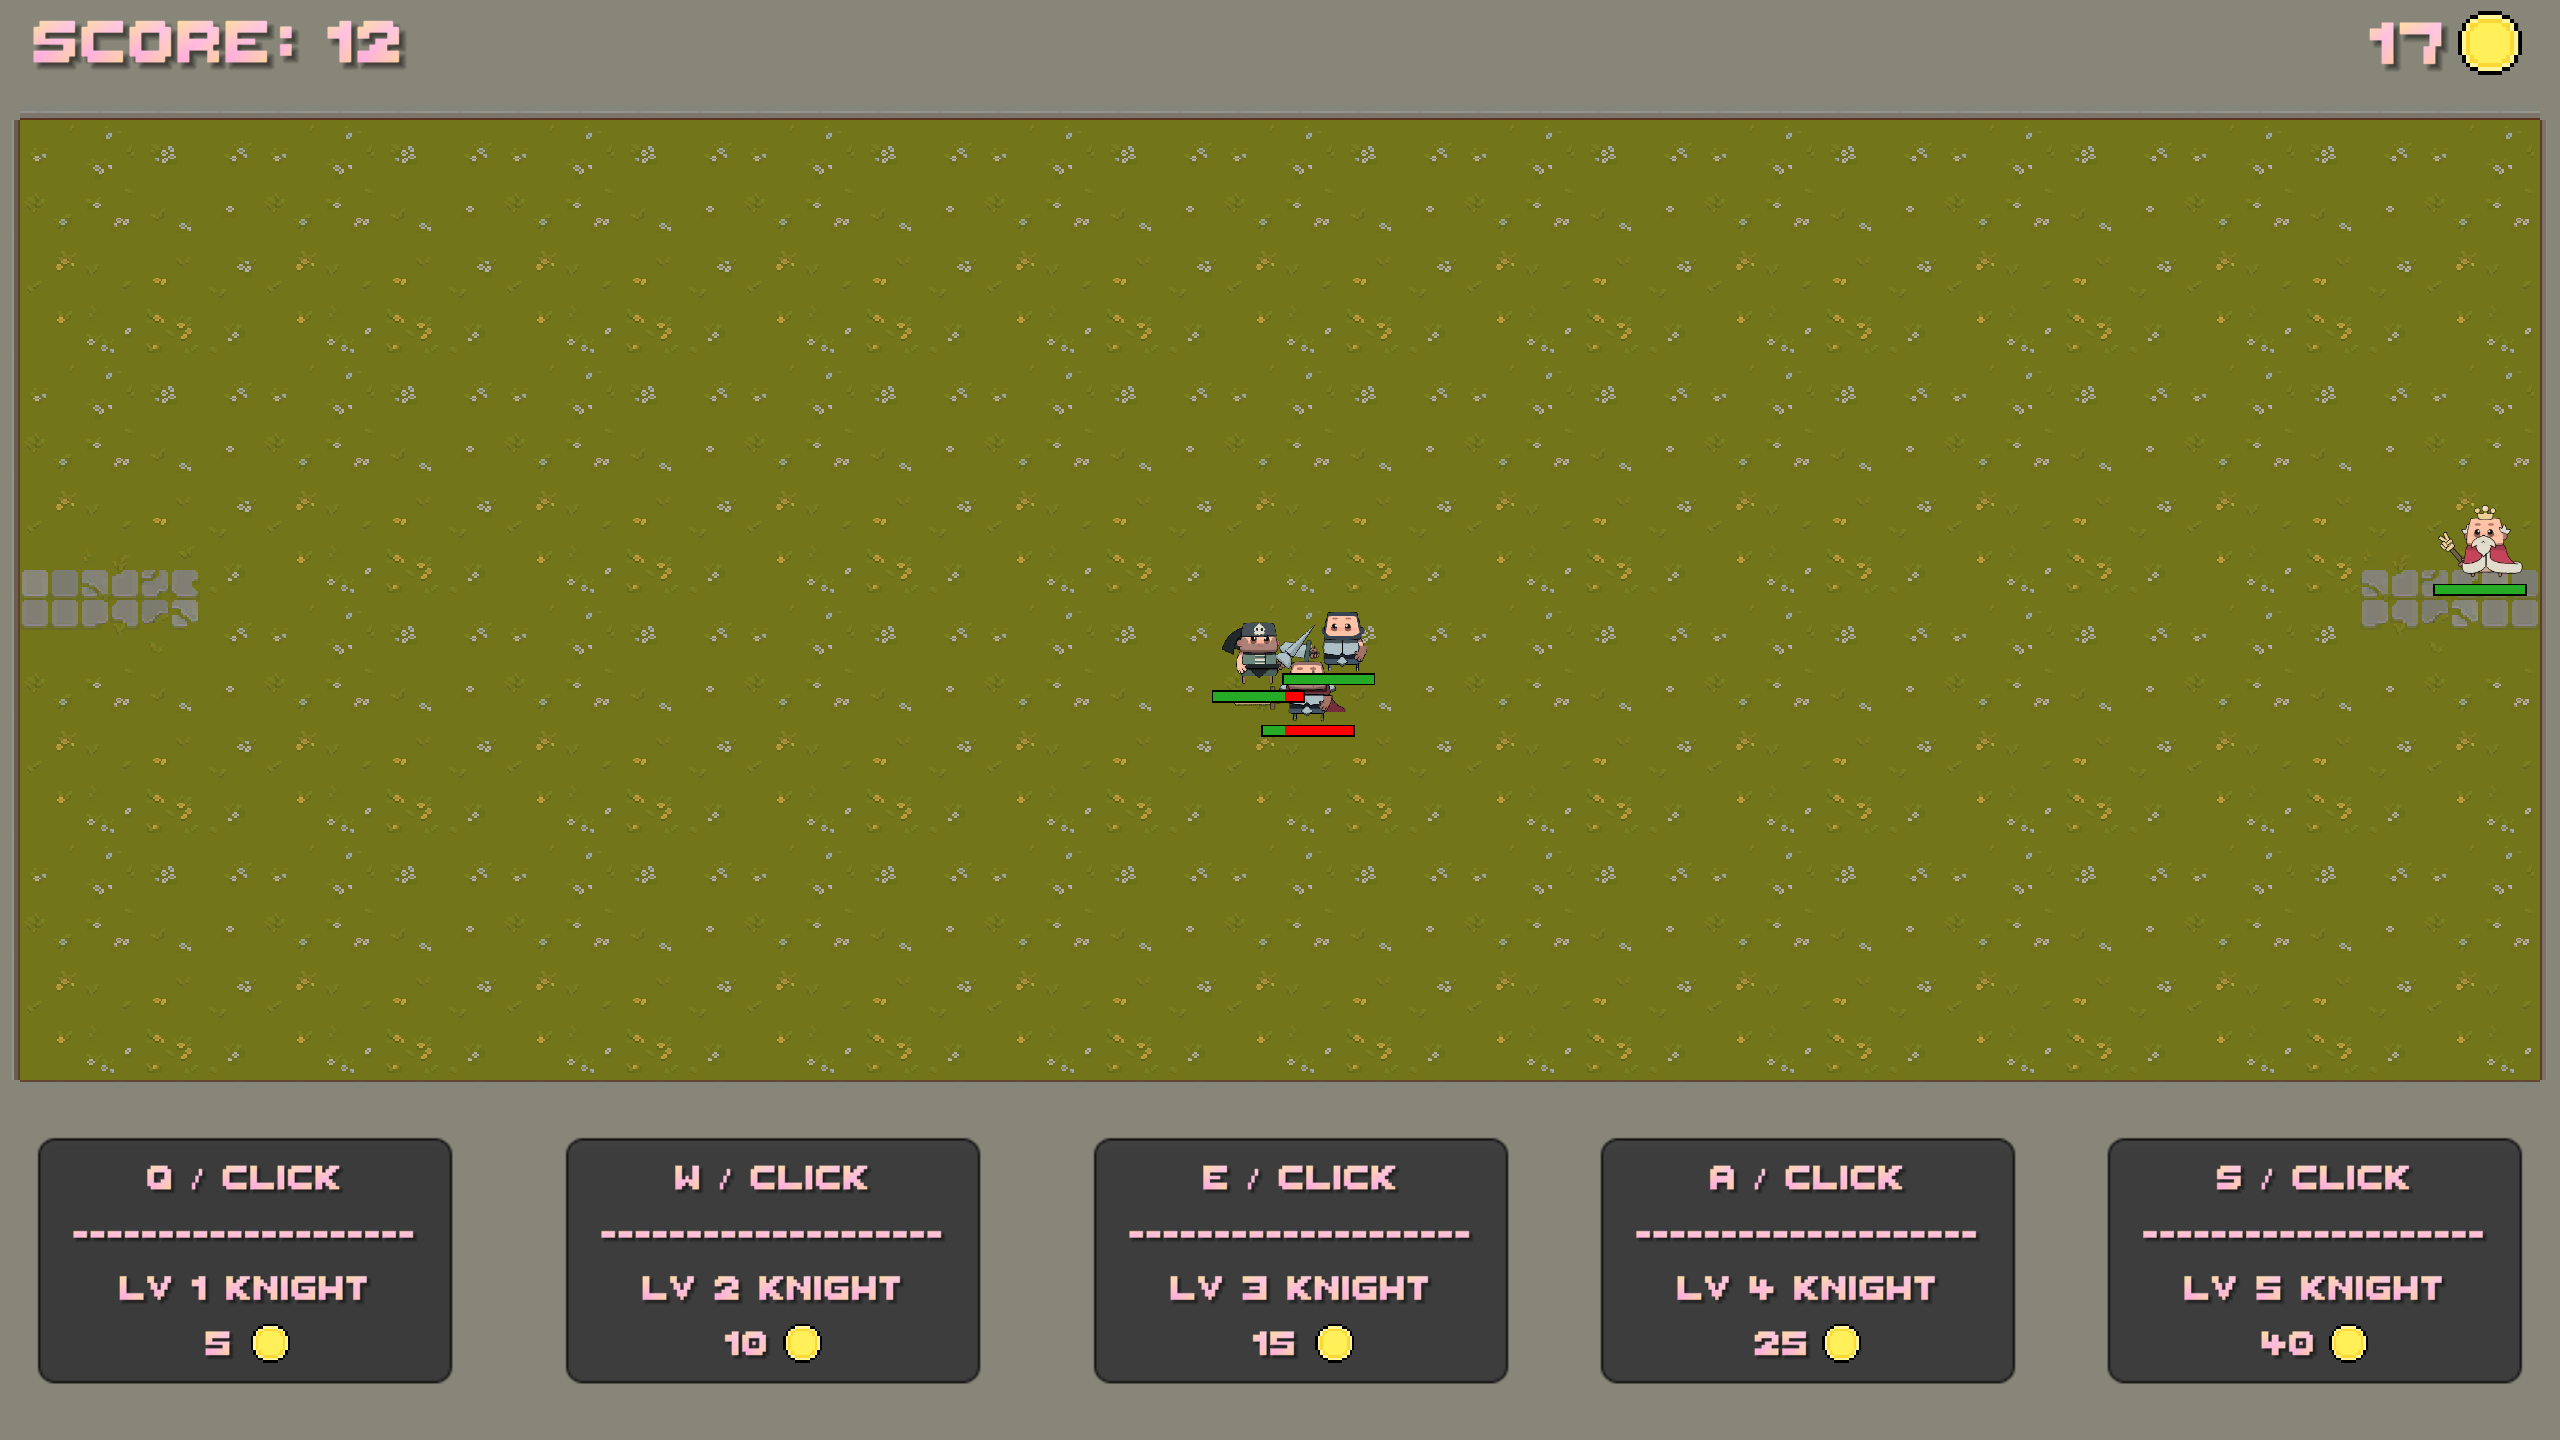 SCORE: 12
17
Q / CLICK
--------------------
LV 1 KNIGHT
5
W / CLICK
--------------------
LV 2 KNIGHT
10
E / CLICK
--------------------
LV 3 KNIGHT
15
A / CLICK
--------------------
LV 4 KNIGHT
25
S / CLICK
--------------------
LV 5 KNIGHT
40